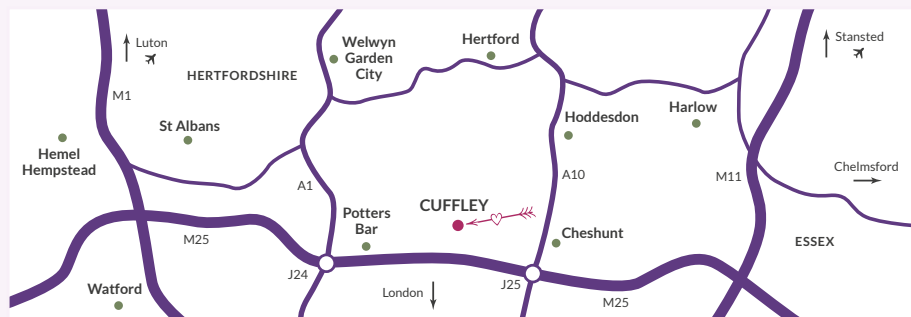 Luton
Welwyn
Garden
City
Hertford
Stansted
HERTFORDSHIRE
M1
St Albans
Hoddesdon
Harlow
Hemel
Hempstead
Chelmsford
A1
A10
M11
CUFFLEY
Potters
Bar
M25
Cheshunt
ESSEX
J24
J25
Watford
London
M25